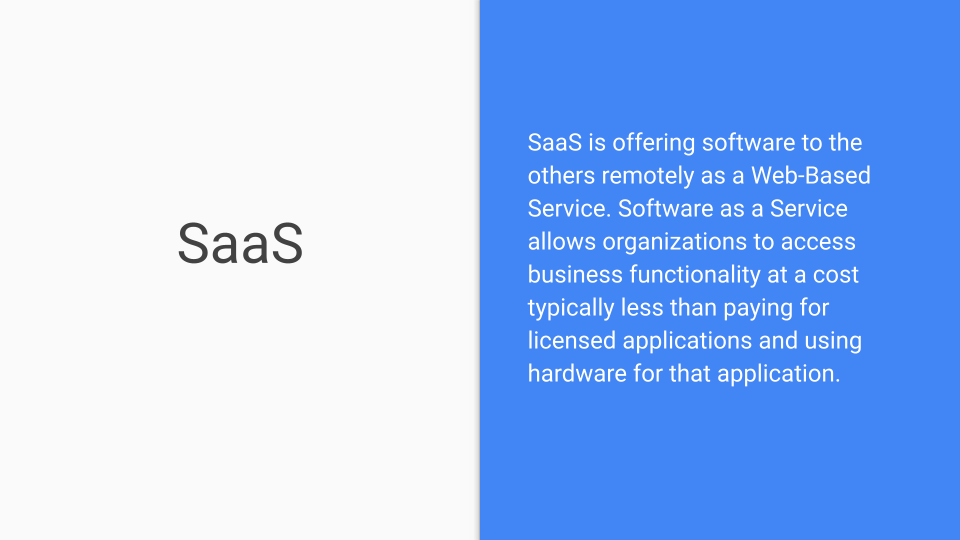 SaaS
SaaS is offering software to the
others remotely as a Web-Based
Service. Software as a Service
allows organizations to access
business functionality at a cost
typically less than paying for
licensed applications and using
hardware for that application.